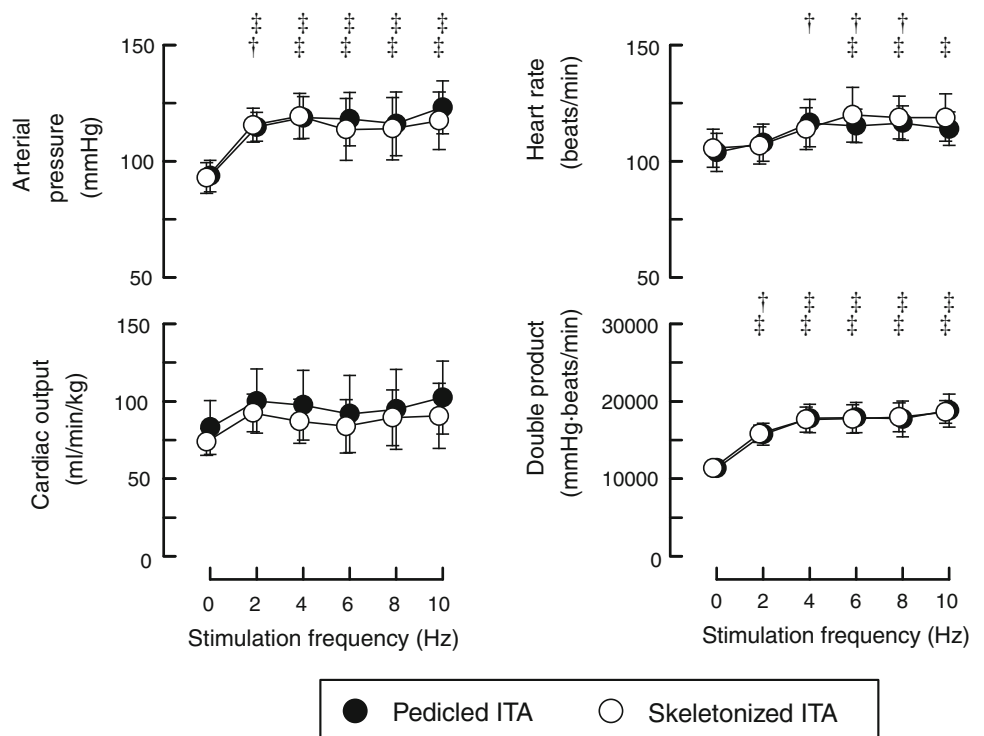 ‡ ‡ ‡ ‡ ‡
† ‡ ‡ ‡ ‡
150
100
50
Arterial
pressure
(mmHg)
† † †
‡ ‡ ‡
150
100
50
Heart rate
(beats/min)
150
100
50
0
Cardiac output
(ml/min/kg)
0 2 4 6 8 10
Stimulation frequency (Hz)
† ‡ ‡ ‡ ‡
‡ ‡ ‡ ‡ ‡
30000
20000
10000
0
Double product
(mmHg·beats/min)
0 2 4 6 8 10
Stimulation frequency (Hz)
Pedicled ITA
Skeletonized ITA